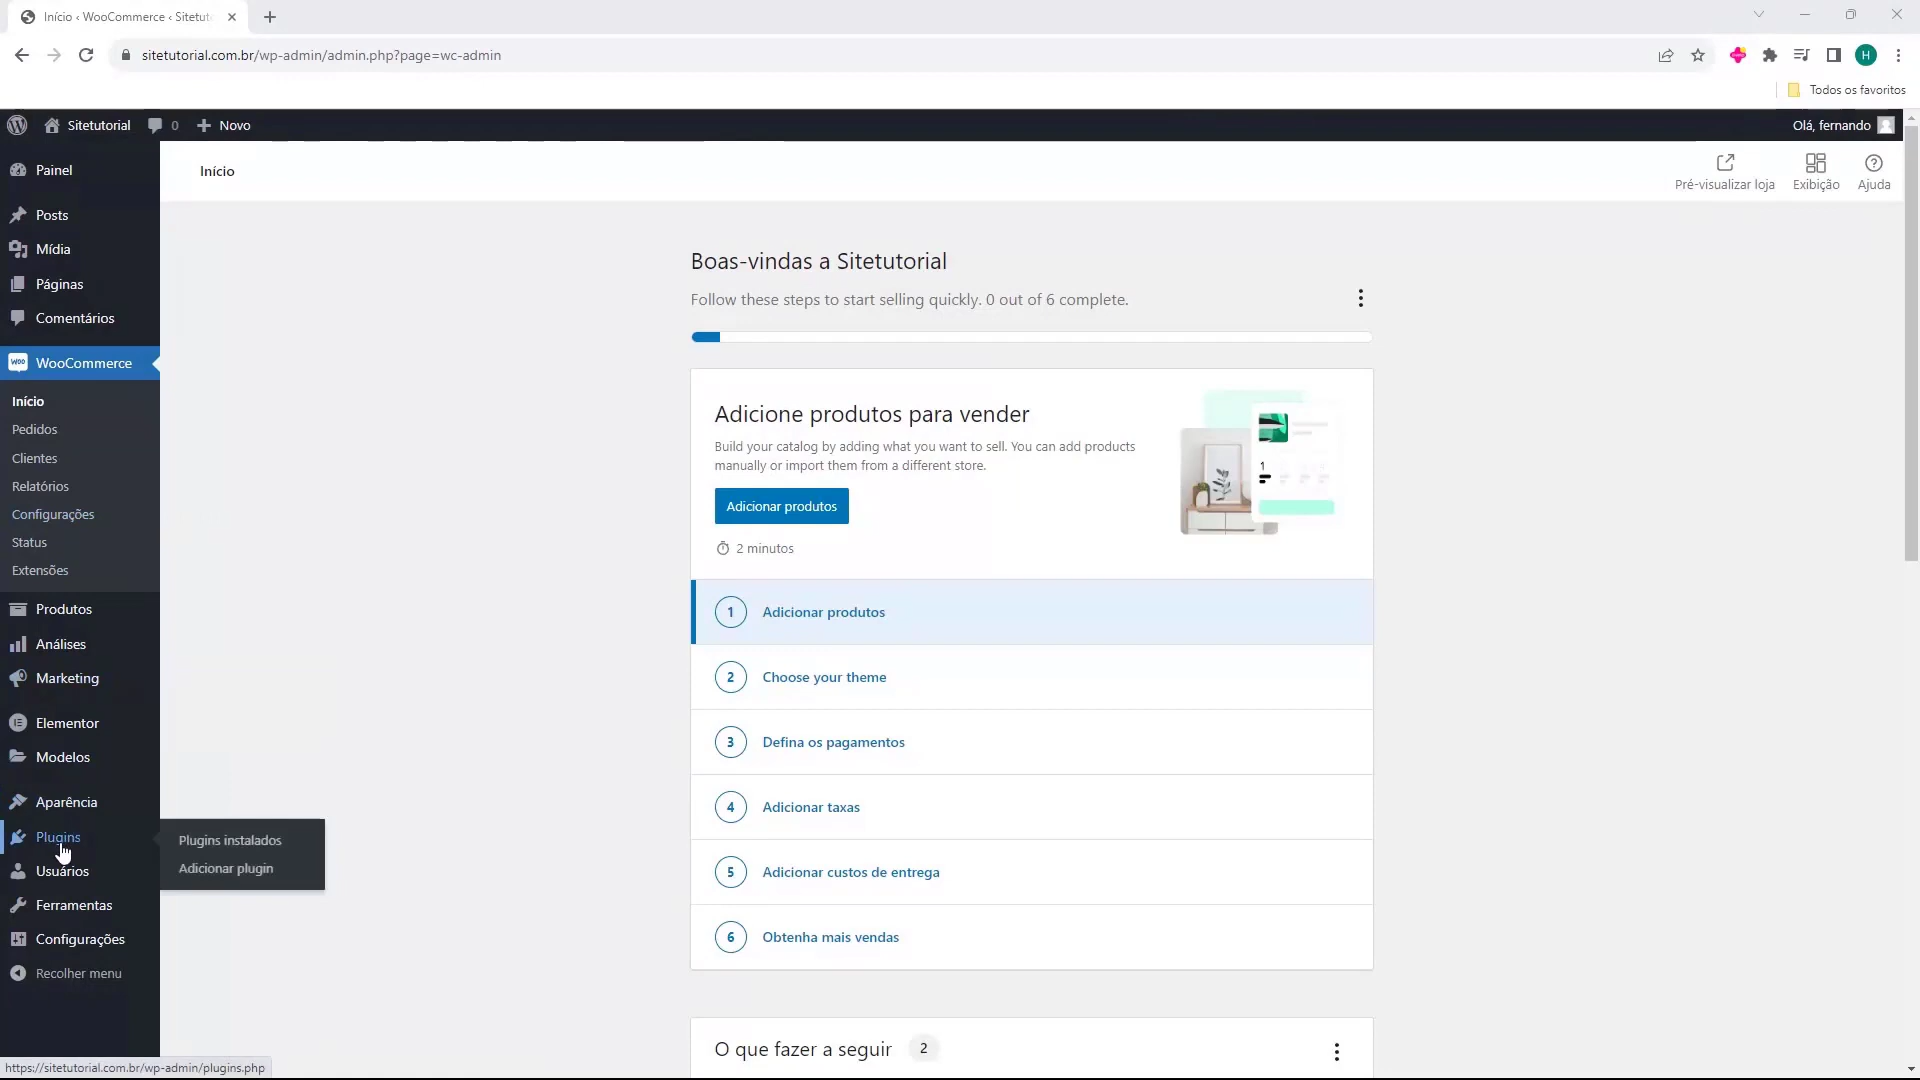 Início ‹ WooCommerce ‹ Sitetut
sitetutorial.com.br/wp-admin/admin.php?page=wc-admin
H
Todos os favoritos
Sitetutorial
0
Novo
Olá, fernando
Painel
Posts
Mídia
Páginas
Comentários
WOO
WooCommerce
Início
Pedidos
Clientes
Relatórios
Configurações
Status
Extensões
Produtos
Análises
Marketing
Elementor
Modelos
Aparência
Plugins
Plugins instalados
Adicionar plugin
Usuários
Ferramentas
Configurações
Recolher menu
Início
Pré-visualizar loja
Exibição
Ajuda
Boas-vindas a Sitetutorial
Follow these steps to start selling quickly. 0 out of 6 complete.
Adicione produtos para vender
Build your catalog by adding what you want to sell. You can add products
manually or import them from a different store.
1
Adicionar produtos
2 minutos
1 Adicionar produtos
2 Choose your theme
3 Defina os pagamentos
4 Adicionar taxas
5 Adicionar custos de entrega
6 Obtenha mais vendas
O que fazer a seguir 2
https://sitetutorial.com.br/wp-admin/plugins.php